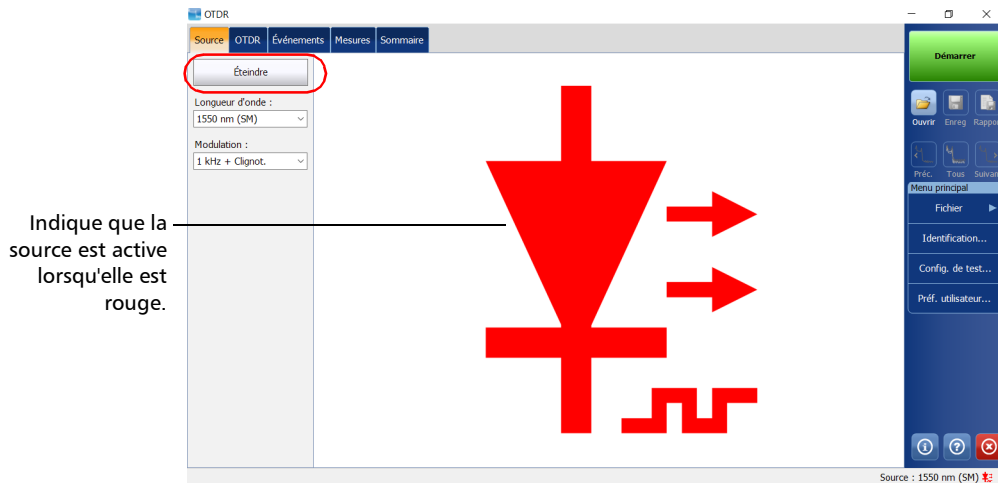 OTDR
Source OTDR Événements Mesures Sommaire
Éteindre
Longueur d'onde :
1550 nm (SM)
Modulation :
1 kHz + Clignot.
Indique que la
source est active
lorsqu'elle est
rouge.
Démarrer
Ouvrir Enreg Rappor
Préc. Tous Suivan
Menu principal
Fichier
Identification...
Config. de test...
Préf. utilisateur...
Source : 1550 nm (SM)